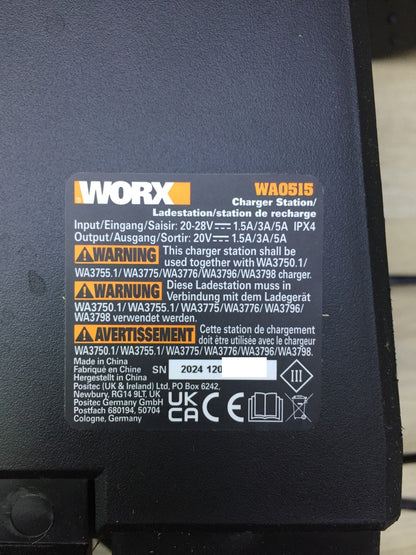 WORX
WA0515
Charger Station/
Ladestation/station de recharge
Input/Eingang/Saisir: 20-28V⎓ 1.5A/3A/5A IPX4
Output/Ausgang/Sortir: 20V⎓ 1.5A/3A/5A
WARNING This charger station shall be
used together with WA3750.1/
WA3755.1/ WA3775/WA3776/WA3796/WA3798 charger.
WARNUNG Diese Ladestation muss in
Verbindung mit dem Ladegerät
WA3750.1/ WA3755.1/ WA3775/WA3776/ WA3796/
WA3798 verwendet werden.
AVERTISSEMENT Cette station de chargement
doit être utilisée avec le chargeur
WA3750.1/ WA3755.1/ WA3775/WA3776/WA3796/WA3798.
Made in China
Fabriqué en Chine
Hergestellt in China
SN 2024 120
Positec (UK & Ireland) Ltd, PO Box 6242,
Newbury, RG14 9LT, UK
Positec Germany GmbH
Postfach 680194, 50704
Cologne, Germany
UK
CA
CE
III